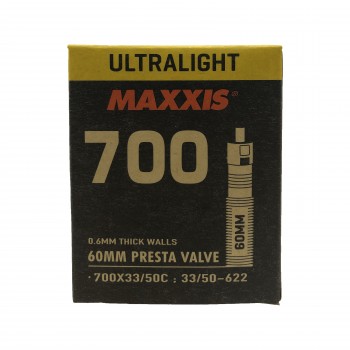 ULTRALIGHT
MAXXIS
700
60MM
0.6MM THICK WALLS
60MM PRESTA VALVE
· 700X33/50C : 33/50-622